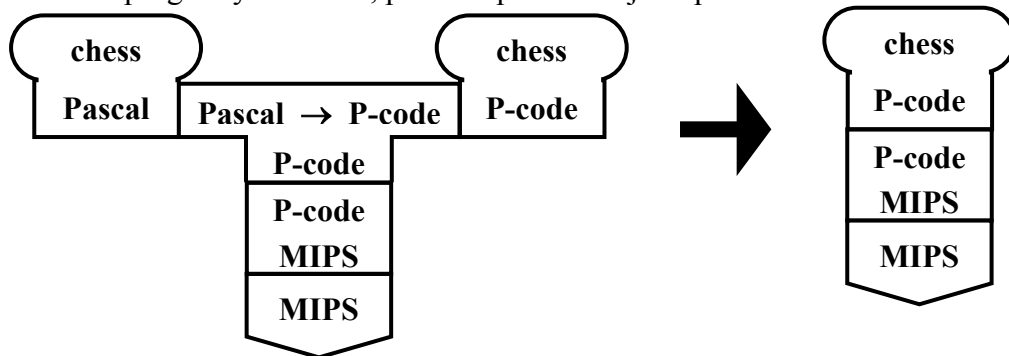 chess
Pascal
Pascal → P-code
chess
P-code
P-code
P-code
MIPS
MIPS
chess
P-code
P-code
MIPS
MIPS